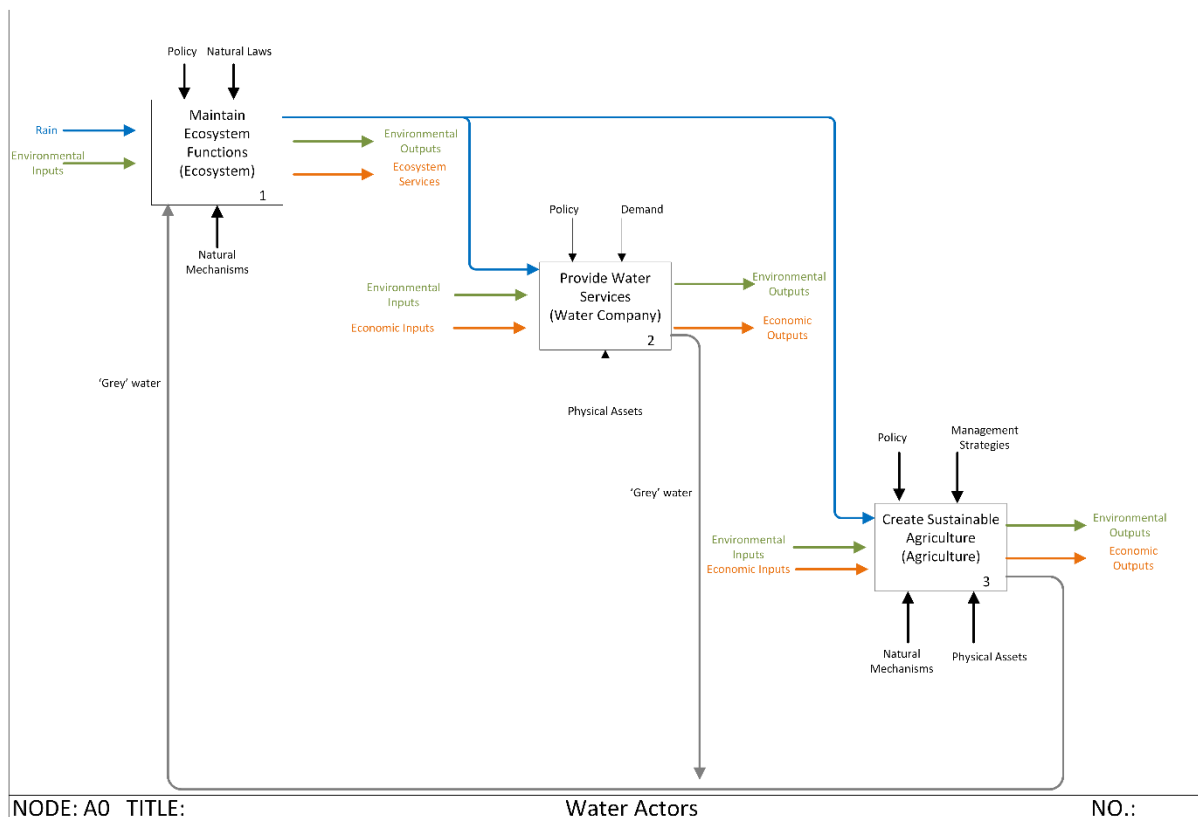 Policy
Natural Laws
Rain
Environmental
Inputs
Maintain
Ecosystem
Functions
(Ecosystem)
1
Environmental
Outputs
Ecosystem
Services
Natural
Mechanisms
Policy
Demand
Environmental
Inputs
Economic Inputs
Provide Water
Services
(Water Company)
2
Environmental
Outputs
Economic
Outputs
Physical Assets
'Grey' water
'Grey' water
Policy
Management
Strategies
Environmental
Inputs
Economic Inputs
Create Sustainable
Agriculture
(Agriculture)
3
Environmental
Outputs
Economic
Outputs
Natural
Mechanisms
Physical Assets
NODE: A0 TITLE: Water Actors NO.: